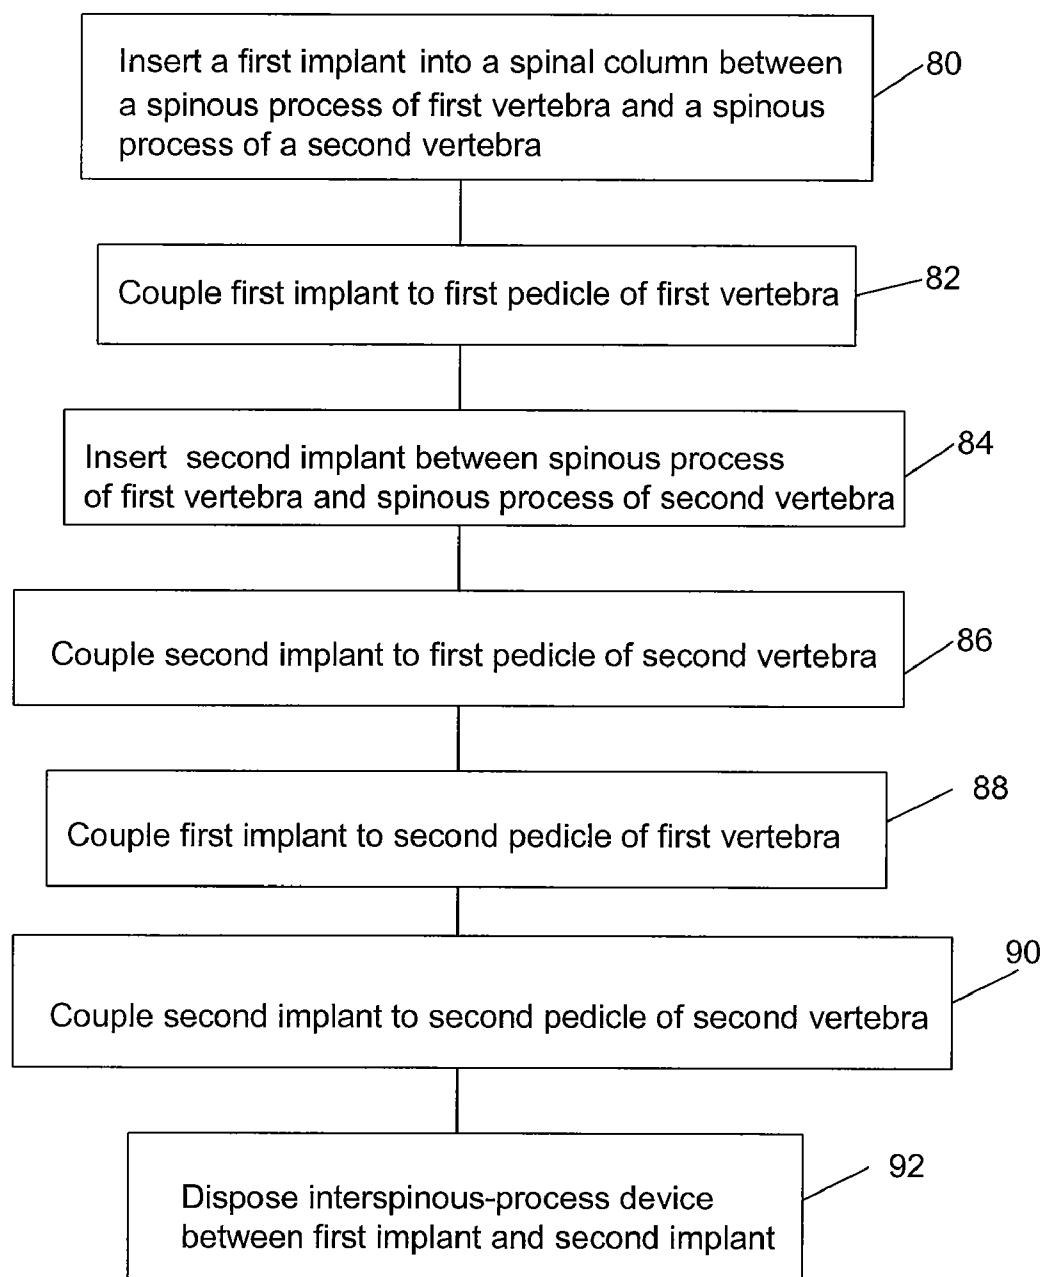 Insert a first implant into a spinal column between
a spinous process of first vertebra and a spinous
process of a second vertebra
80
Couple first implant to first pedicle of first vertebra
82
Insert second implant between spinous process
of first vertebra and spinous process of second vertebra
84
Couple second implant to first pedicle of second vertebra
86
Couple first implant to second pedicle of first vertebra
88
Couple second implant to second pedicle of second vertebra
90
Dispose interspinous-process device
between first implant and second implant
92